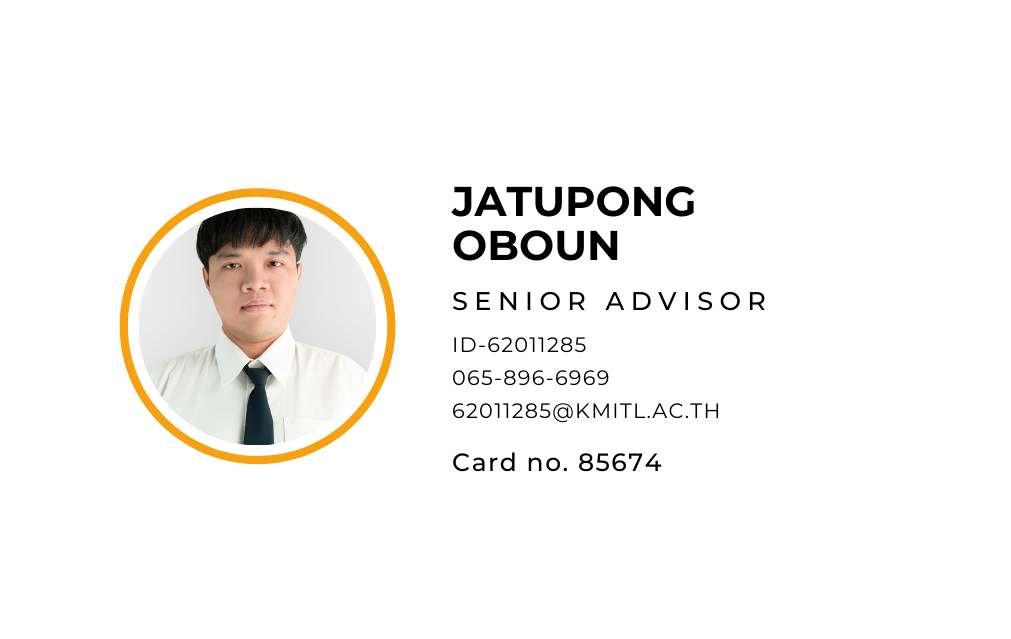 JATUPONG
OBOUN
SENIOR ADVISOR
ID-62011285
065-896-6969
62011285@KMITL.AC.TH
Card no. 85674